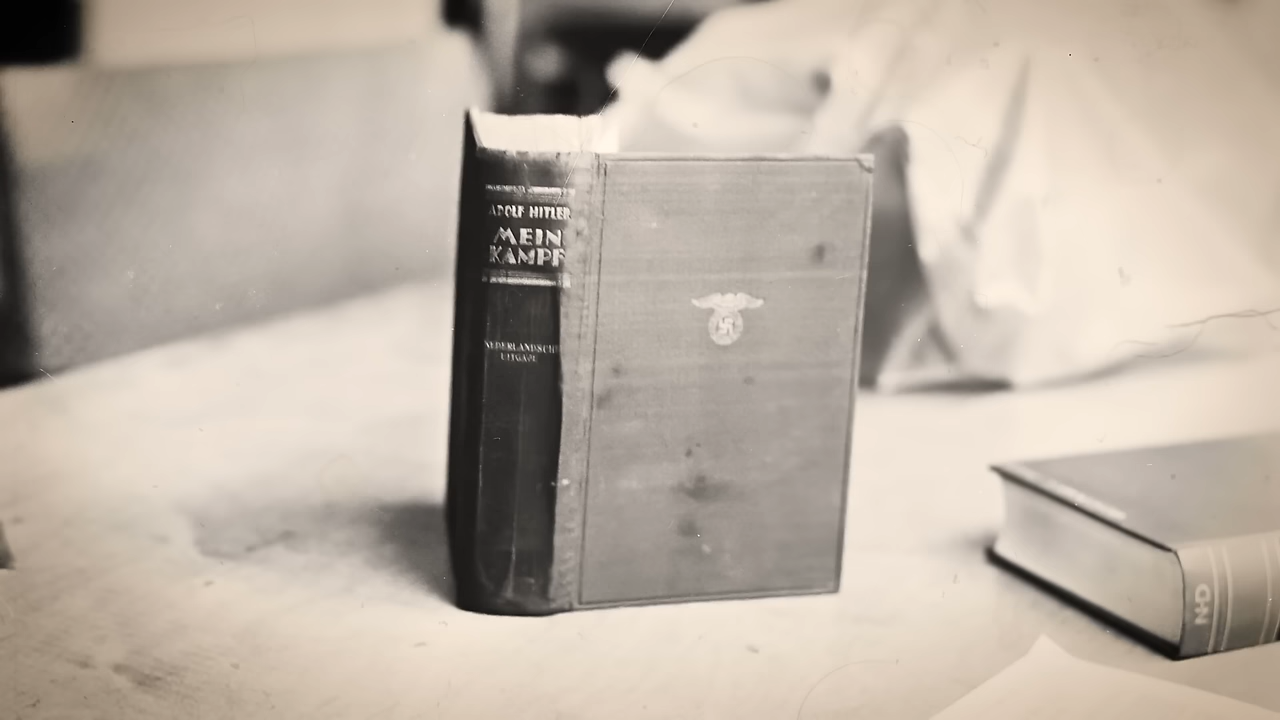 ADOLF HITLER
MEIN
KAMPF
NEDERLANDSCHE
UITGAVE
N-D